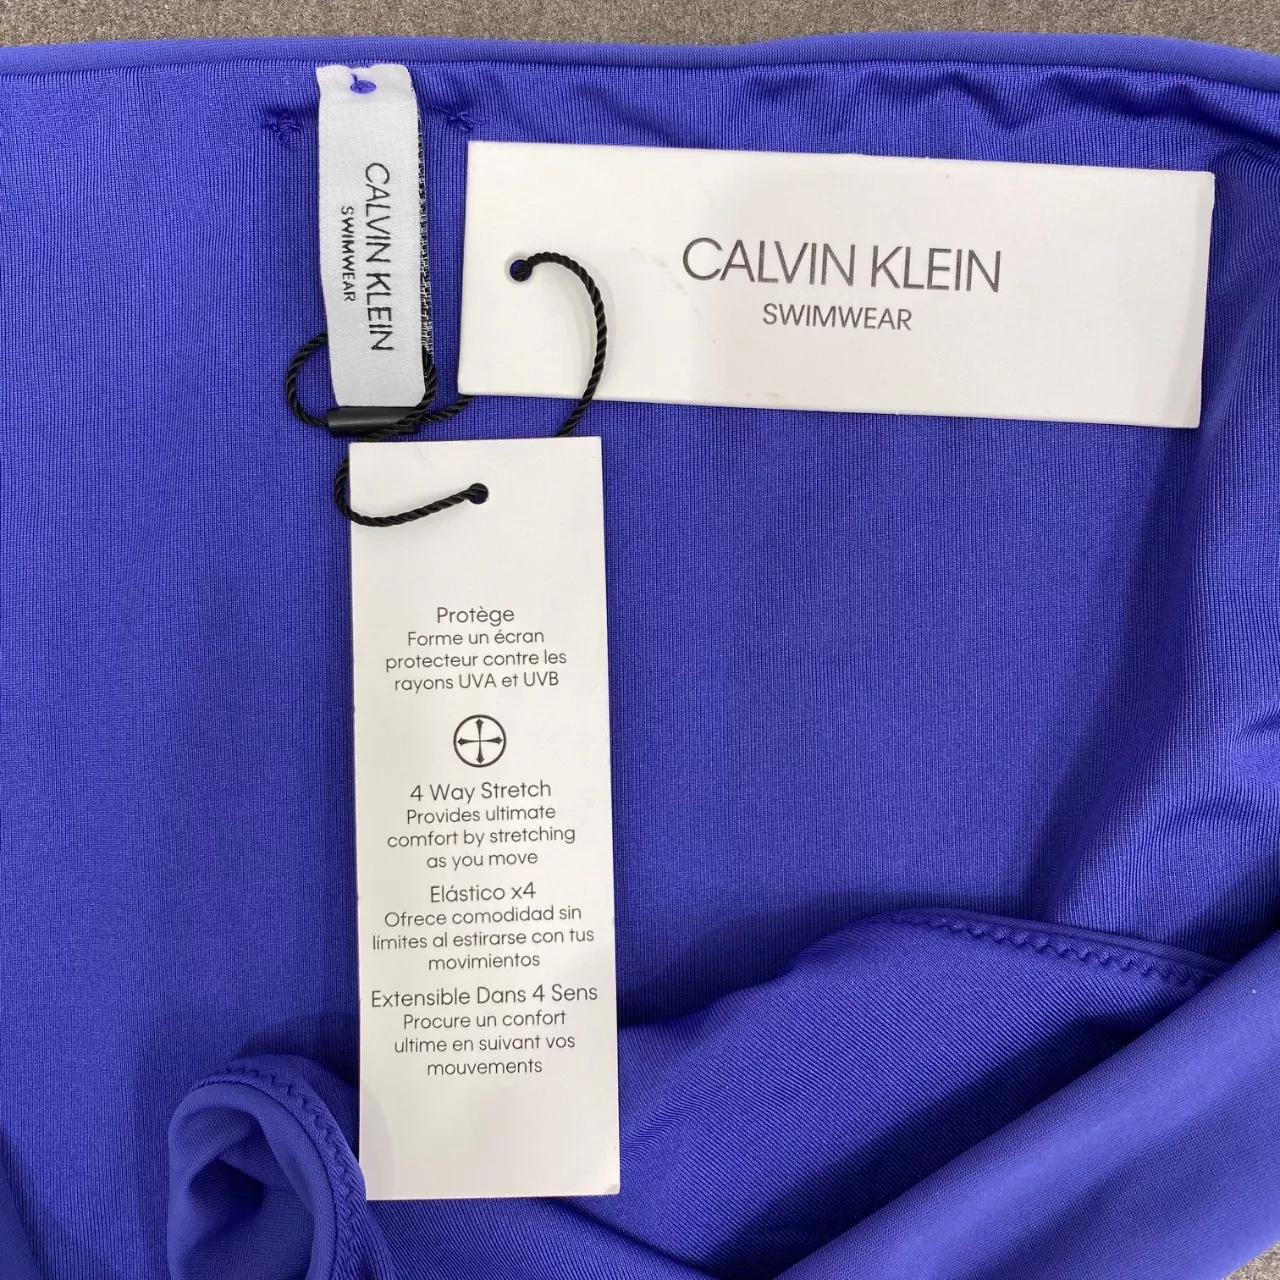 CALVIN KLEIN
SWIMWEAR
CALVIN KLEIN
SWIMWEAR
Protège
Forme un écran
protecteur contre les
rayons UVA et UVB
4 Way Stretch
Provides ultimate
comfort by stretching
as you move
Elástico x4
Ofrece comodidad sin
límites al estirarse con tus
movimientos
Extensible Dans 4 Sens
Procure un confort
ultime en suivant vos
mouvements